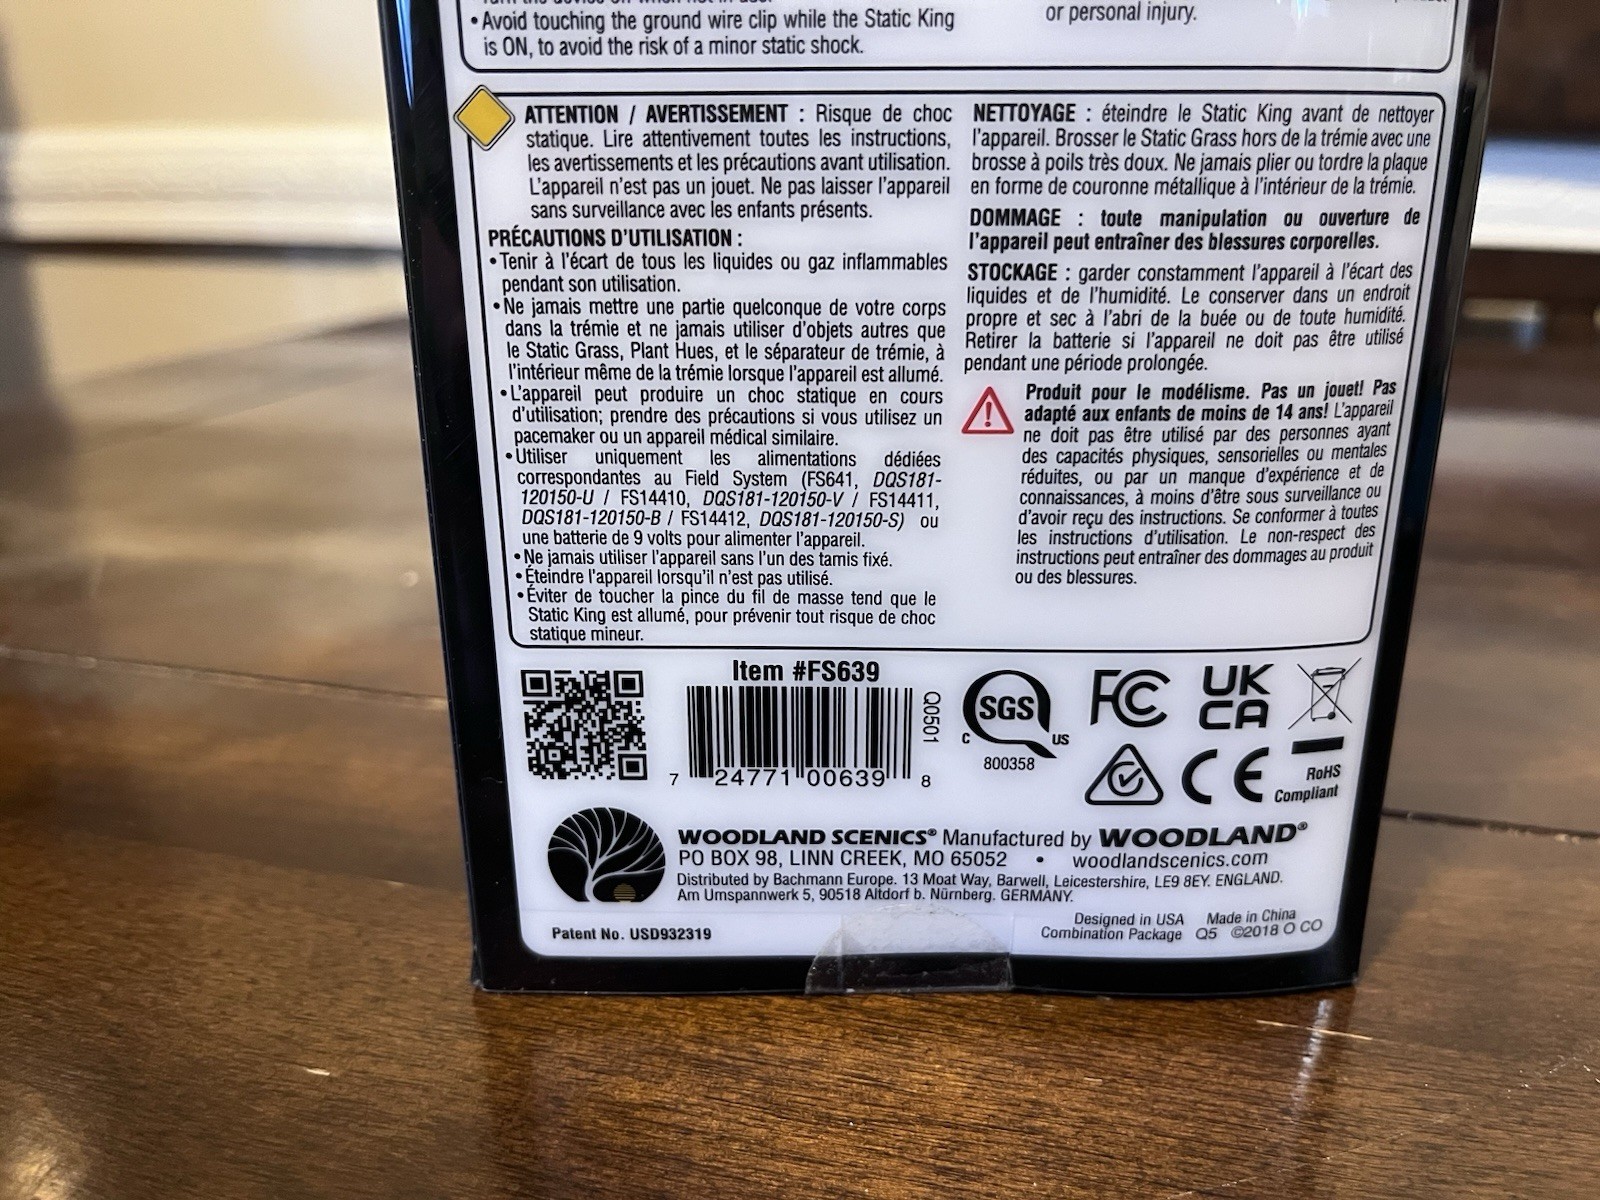 • Avoid touching the ground wire clip while the Static King
is ON, to avoid the risk of a minor static shock.
or personal injury.
ATTENTION / AVERTISSEMENT : Risque de choc
statique. Lire attentivement toutes les instructions,
les avertissements et les précautions avant utilisation.
L'appareil n'est pas un jouet. Ne pas laisser l'appareil
sans surveillance avec les enfants présents.
PRÉCAUTIONS D'UTILISATION :
• Tenir à l'écart de tous les liquides ou gaz inflammables
pendant son utilisation.
• Ne jamais mettre une partie quelconque de votre corps
dans la trémie et ne jamais utiliser d'objets autres que
le Static Grass, Plant Hues, et le séparateur de trémie, à
l'intérieur même de la trémie lorsque l'appareil est allumé.
• L'appareil peut produire un choc statique en cours
d'utilisation; prendre des précautions si vous utilisez un
pacemaker ou un appareil médical similaire.
• Utiliser uniquement les alimentations dédiées
correspondantes au Field System (FS641, DQS181-
120150-U / FS14410, DQS181-120150-V / FS14411,
DQS181-120150-B / FS14412, DQS181-120150-S) ou
une batterie de 9 volts pour alimenter l'appareil.
• Ne jamais utiliser l'appareil sans l'un des tamis fixé.
• Éteindre l'appareil lorsqu'il n'est pas utilisé.
• Éviter de toucher la pince du fil de masse tend que le
Static King est allumé, pour prévenir tout risque de choc
statique mineur.
NETTOYAGE : éteindre le Static King avant de nettoyer
l'appareil. Brosser le Static Grass hors de la trémie avec une
brosse à poils très doux. Ne jamais plier ou tordre la plaque
en forme de couronne métallique à l'intérieur de la trémie.
DOMMAGE : toute manipulation ou ouverture de
l'appareil peut entraîner des blessures corporelles.
STOCKAGE : garder constamment l'appareil à l'écart des
liquides et de l'humidité. Le conserver dans un endroit
propre et sec à l'abri de la buée ou de toute humidité.
Retirer la batterie si l'appareil ne doit pas être utilisé
pendant une période prolongée.
Produit pour le modélisme. Pas un jouet! Pas
adapté aux enfants de moins de 14 ans! L'appareil
ne doit pas être utilisé par des personnes ayant
des capacités physiques, sensorielles ou mentales
réduites, ou par un manque d'expérience et de
connaissances, à moins d'être sous surveillance ou
d'avoir reçu des instructions. Se conformer à toutes
les instructions d'utilisation. Le non-respect des
instructions peut entraîner des dommages au produit
ou des blessures.
Item #FS639
7 24771 00639 8
Q0501
SGS
C US
800358
FC
UK
CA
CE
RoHS
Compliant
WOODLAND SCENICS® Manufactured by WOODLAND®
PO BOX 98, LINN CREEK, MO 65052 • woodlandscenics.com
Distributed by Bachmann Europe. 13 Moat Way, Barwell, Leicestershire, LE9 8EY. ENGLAND.
Am Umspannwerk 5, 90518 Altdorf b. Nürnberg. GERMANY.
Patent No. USD932319
Designed in USA Made in China
Combination Package Q5 ©2018 O CO